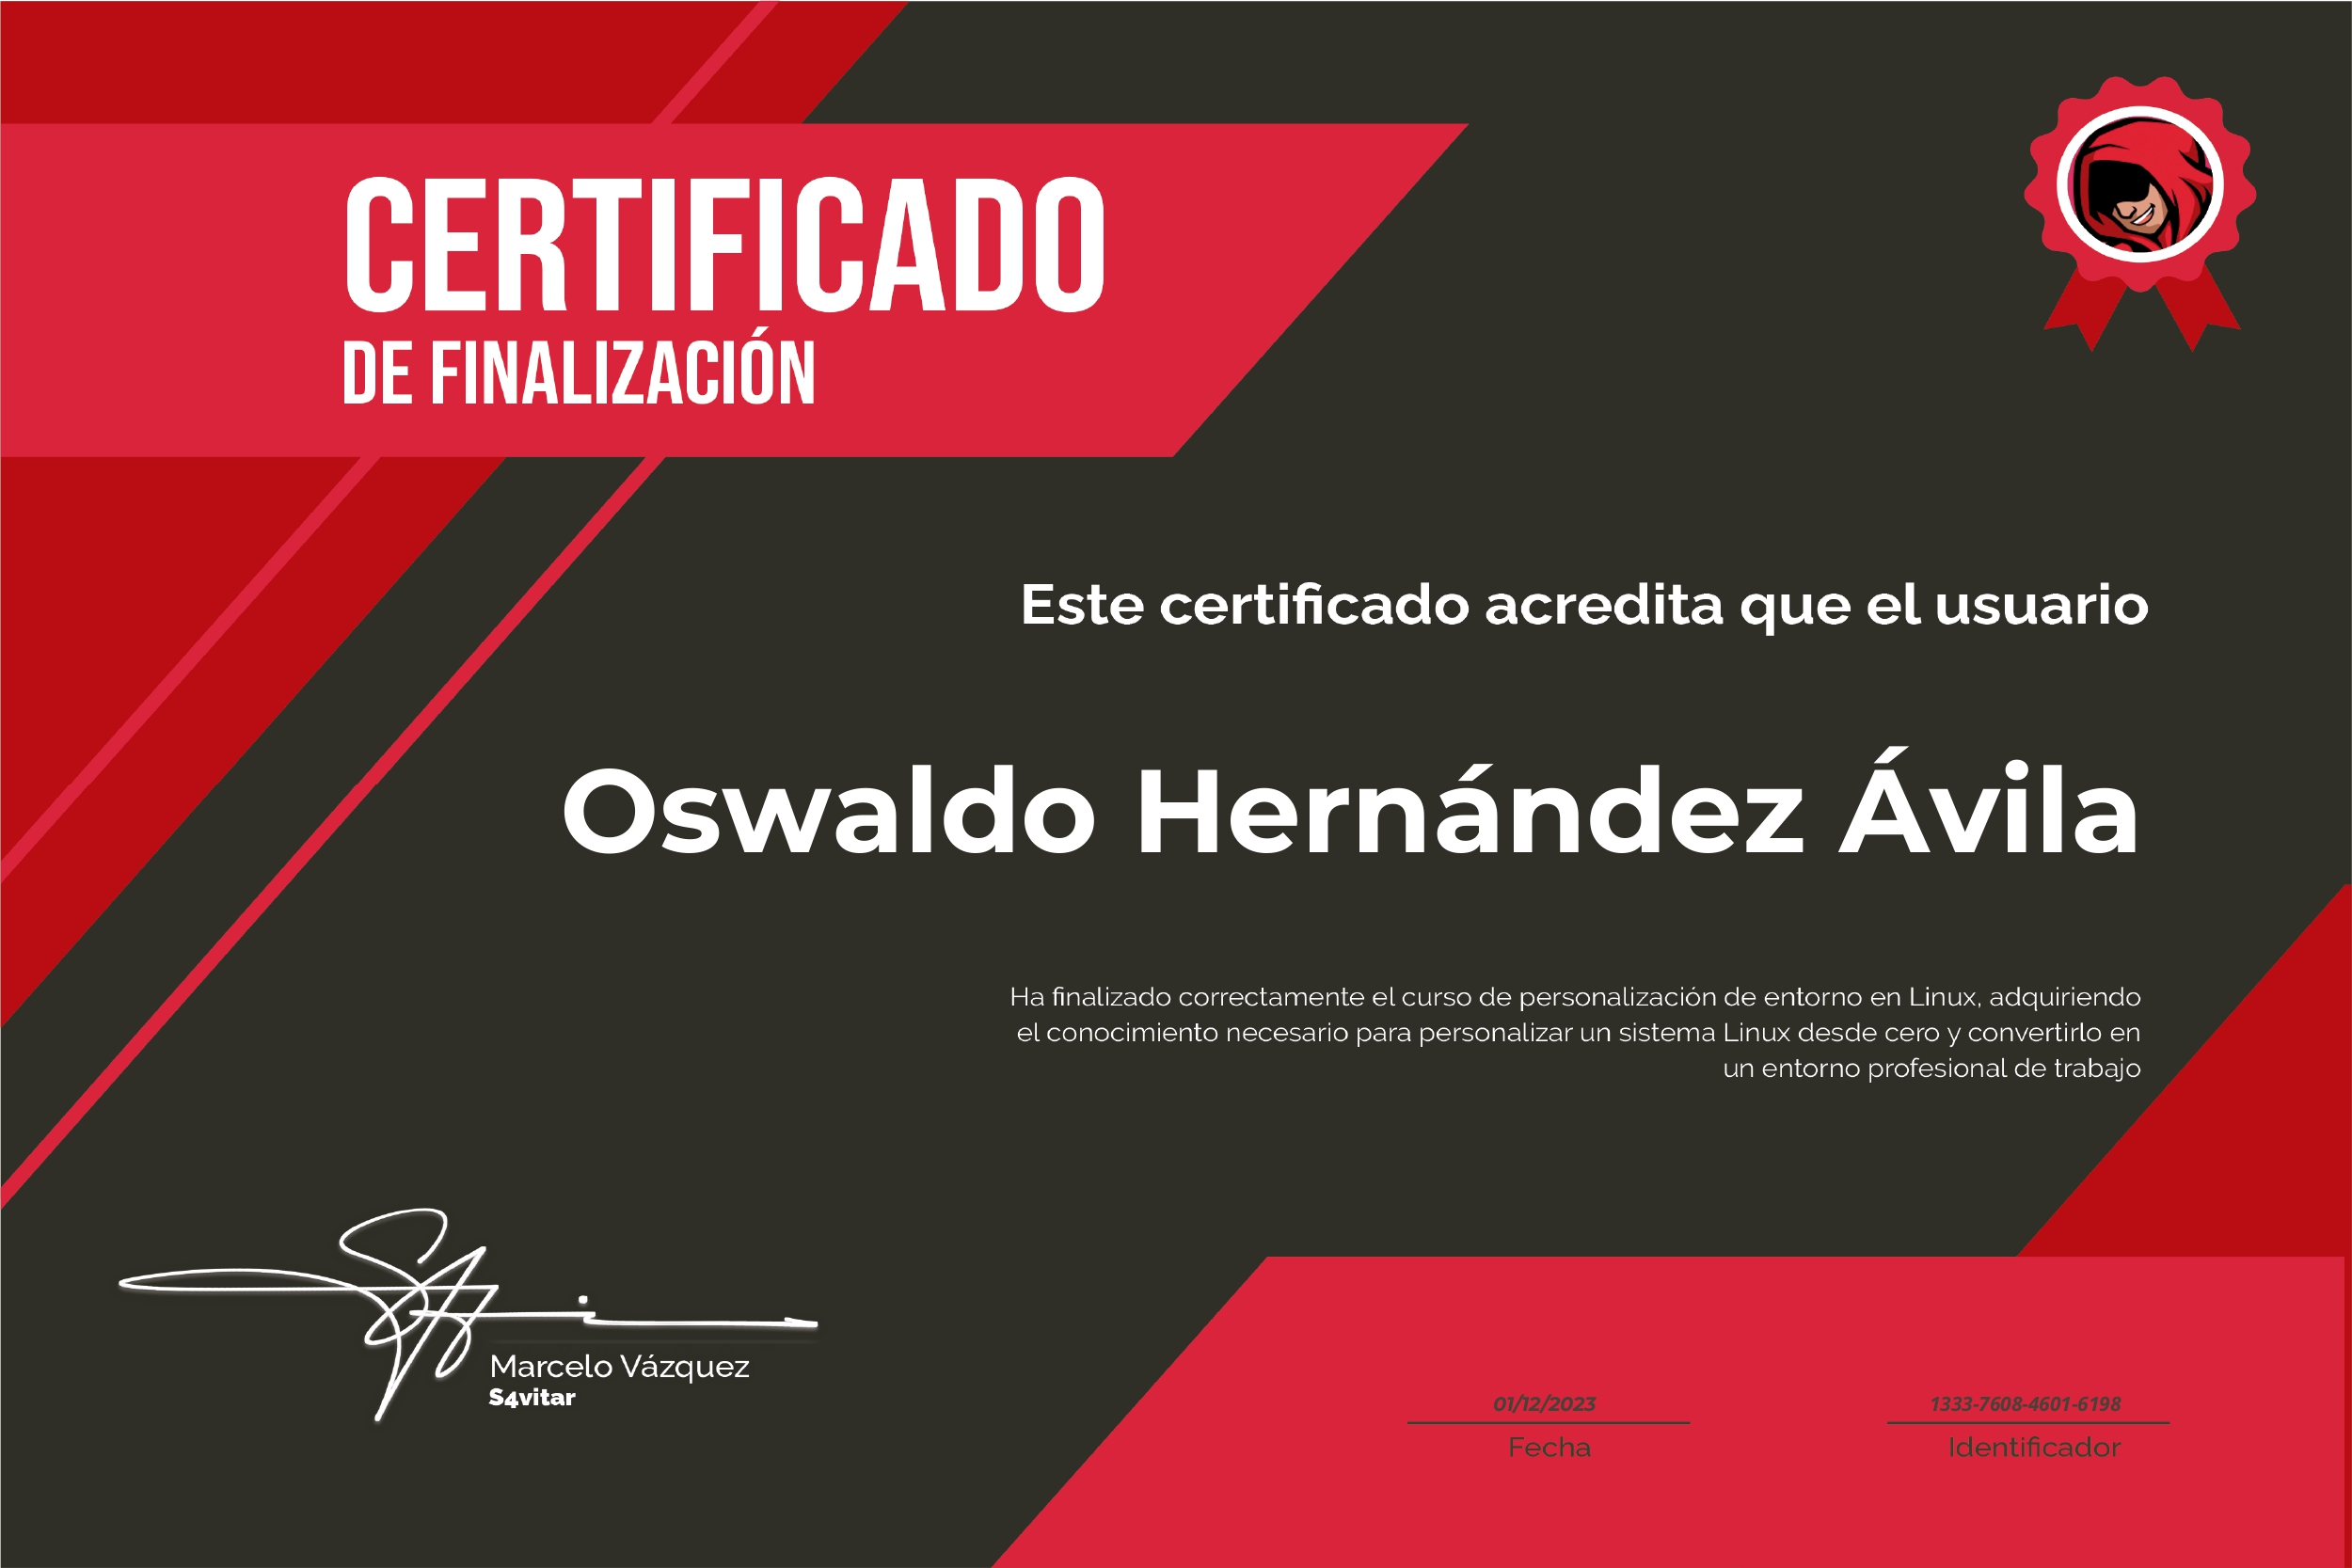 CERTIFICADO
DE FINALIZACIÓN
Este certificado acredita que el usuario
Oswaldo Hernández Ávila
Ha finalizado correctamente el curso de personalización de entorno en Linux, adquiriendo
el conocimiento necesario para personalizar un sistema Linux desde cero y convertirlo en
un entorno profesional de trabajo
Marcelo Vázquez
S4vitar
01/12/2023
Fecha
1333-7608-4601-6198
Identificador